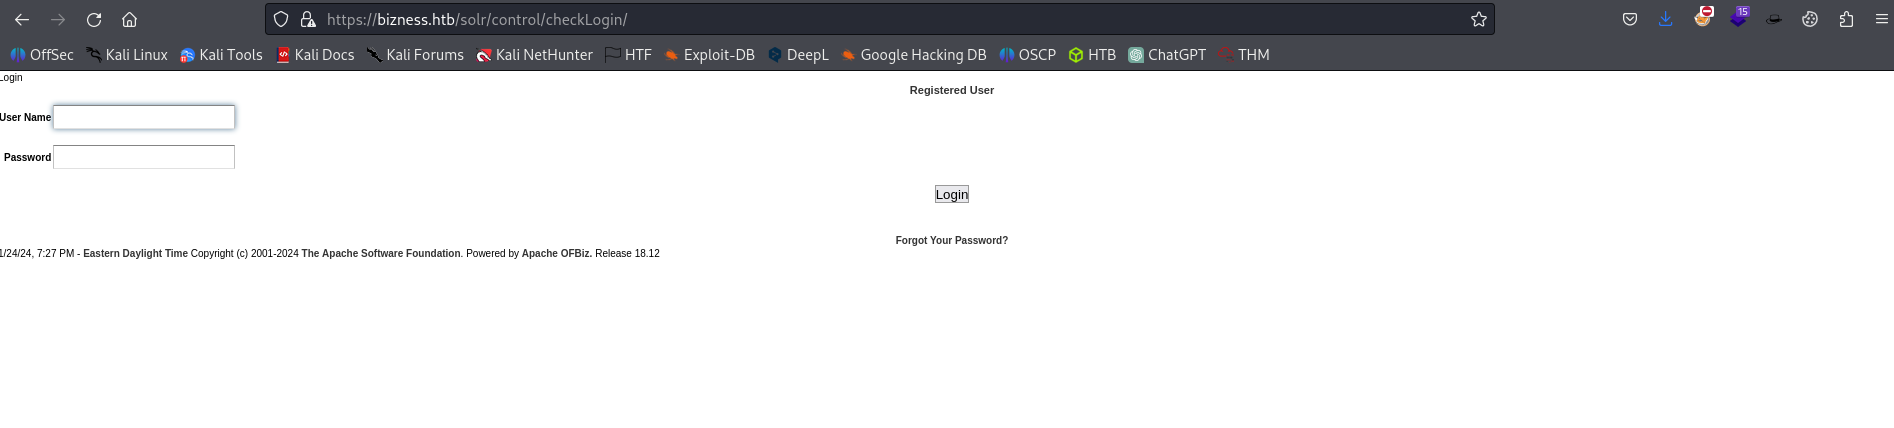 https://bizness.htb/solr/control/checkLogin/
15
OffSec Kali Linux Kali Tools Kali Docs Kali Forums Kali NetHunter HTF Exploit-DB DeepL Google Hacking DB OSCP HTB ChatGPT THM
Login
Registered User
User Name
Password
Login
Forgot Your Password?
1/24/24, 7:27 PM - Eastern Daylight Time Copyright (c) 2001-2024 The Apache Software Foundation. Powered by Apache OFBiz. Release 18.12